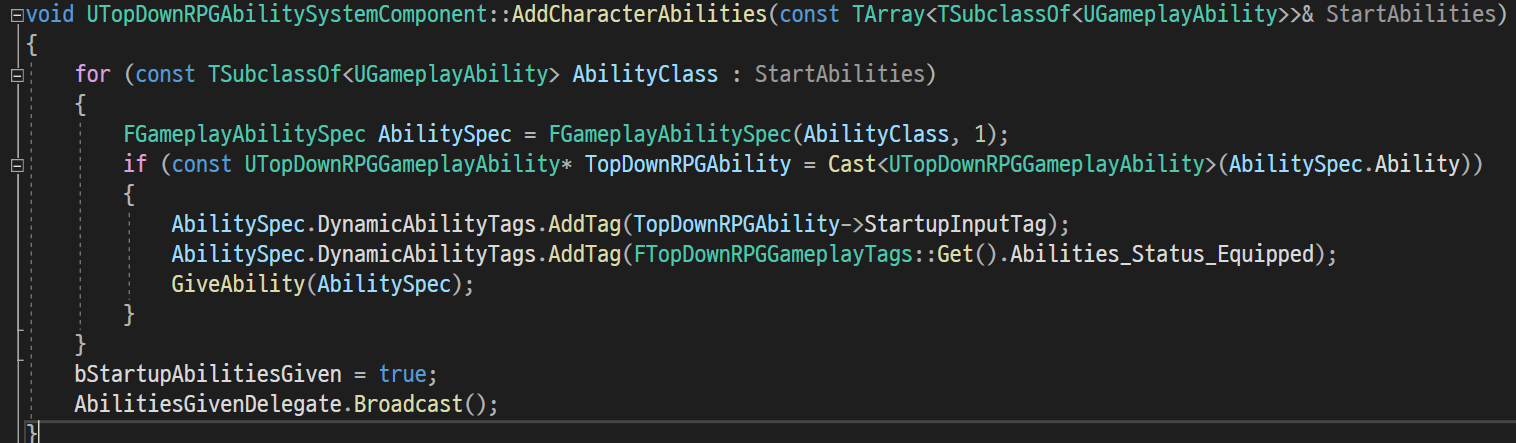 void UTopDownRPGAbilitySystemComponent::AddCharacterAbilities(const TArray<TSubclassOf<UGameplayAbility>>& StartAbilities)
{
    for (const TSubclassOf<UGameplayAbility> AbilityClass : StartAbilities)
    {
        FGameplayAbilitySpec AbilitySpec = FGameplayAbilitySpec(AbilityClass, 1);
        if (const UTopDownRPGGameplayAbility* TopDownRPGAbility = Cast<UTopDownRPGGameplayAbility>(AbilitySpec.Ability))
        {
            AbilitySpec.DynamicAbilityTags.AddTag(TopDownRPGAbility->StartupInputTag);
            AbilitySpec.DynamicAbilityTags.AddTag(FTopDownRPGGameplayTags::Get().Abilities_Status_Equipped);
            GiveAbility(AbilitySpec);
        }
    }
    bStartupAbilitiesGiven = true;
    AbilitiesGivenDelegate.Broadcast();
}